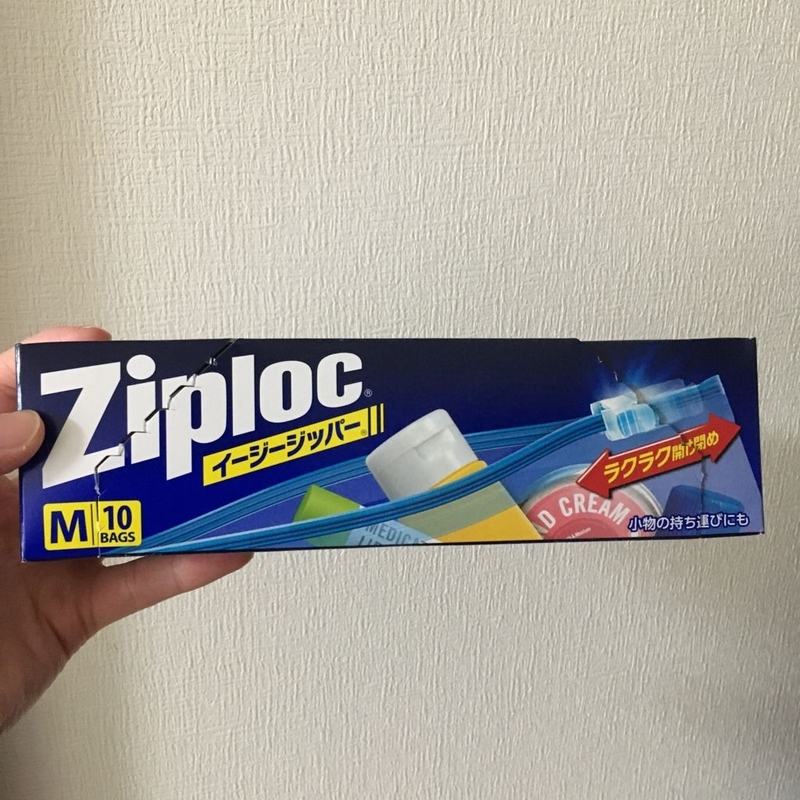 Ziploc®
イージージッパー®
M 10
BAGS
ラクラク開け閉め
小物の持ち運びにも
MEDICAT
D CREAM